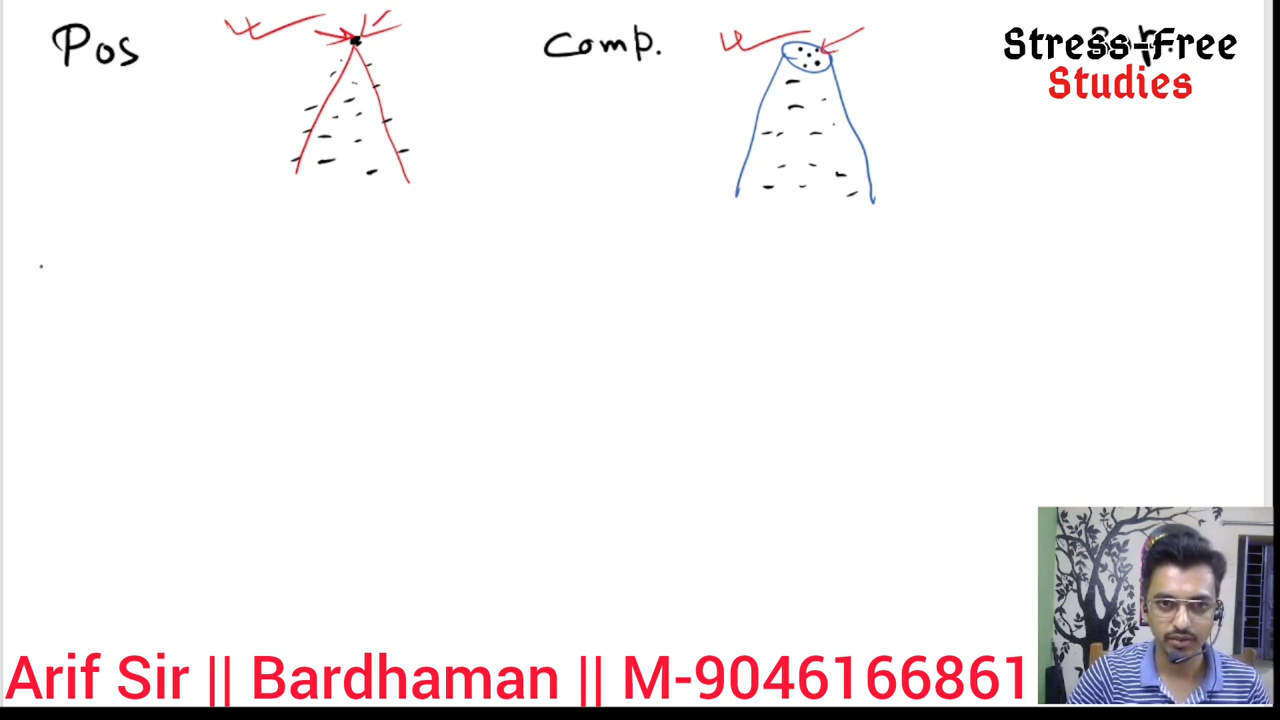 Pos
Comp.
Stress-Free
Studies
Arif Sir || Bardhaman || M-9046166861